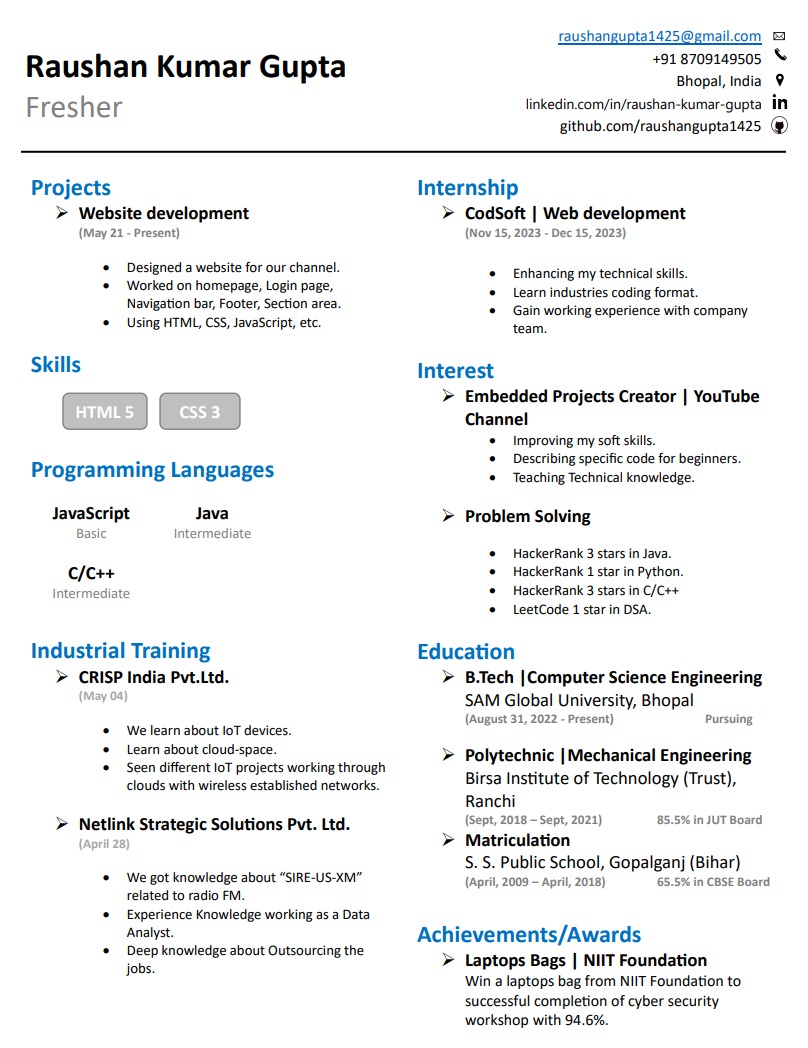 Raushan Kumar Gupta
Fresher
raushangupta1425@gmail.com
+91 8709149505
Bhopal, India
linkedin.com/in/raushan-kumar-gupta
github.com/raushangupta1425
Projects
➢ Website development
(May 21 - Present)
• Designed a website for our channel.
• Worked on homepage, Login page,
Navigation bar, Footer, Section area.
• Using HTML, CSS, JavaScript, etc.
Skills
HTML 5 CSS 3
Programming Languages
JavaScript Java
Basic Intermediate
C/C++
Intermediate
Industrial Training
➢ CRISP India Pvt.Ltd.
(May 04)
• We learn about IoT devices.
• Learn about cloud-space.
• Seen different IoT projects working through
clouds with wireless established networks.
➢ Netlink Strategic Solutions Pvt. Ltd.
(April 28)
• We got knowledge about “SIRE-US-XM”
related to radio FM.
• Experience Knowledge working as a Data
Analyst.
• Deep knowledge about Outsourcing the
jobs.
Internship
➢ CodSoft | Web development
(Nov 15, 2023 - Dec 15, 2023)
• Enhancing my technical skills.
• Learn industries coding format.
• Gain working experience with company
team.
Interest
➢ Embedded Projects Creator | YouTube
Channel
• Improving my soft skills.
• Describing specific code for beginners.
• Teaching Technical knowledge.
➢ Problem Solving
• HackerRank 3 stars in Java.
• HackerRank 1 star in Python.
• HackerRank 3 stars in C/C++
• LeetCode 1 star in DSA.
Education
➢ B.Tech |Computer Science Engineering
SAM Global University, Bhopal
(August 31, 2022 - Present) Pursuing
➢ Polytechnic |Mechanical Engineering
Birsa Institute of Technology (Trust),
Ranchi
(Sept, 2018 – Sept, 2021) 85.5% in JUT Board
➢ Matriculation
S. S. Public School, Gopalganj (Bihar)
(April, 2009 – April, 2018) 65.5% in CBSE Board
Achievements/Awards
➢ Laptops Bags | NIIT Foundation
Win a laptops bag from NIIT Foundation to
successful completion of cyber security
workshop with 94.6%.